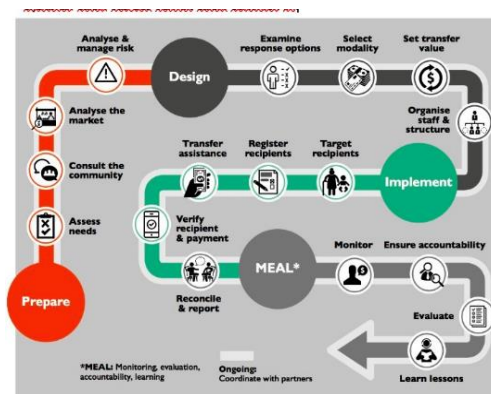 Analyse &
manage risk
Design
Examine
response options
Select
modality
Set transfer
value
Analyse the
market
Organise
staff &
structure
Transfer
assistance
Register
recipients
Target
recipients
Consult the
community
Implement
Verify
recipient
& payment
Assess
needs
MEAL*
Monitor
Ensure accountability
Prepare
Reconcile
& report
Evaluate
Learn lessons
*MEAL: Monitoring, evaluation,
accountability, learning
Ongoing:
Coordinate with partners